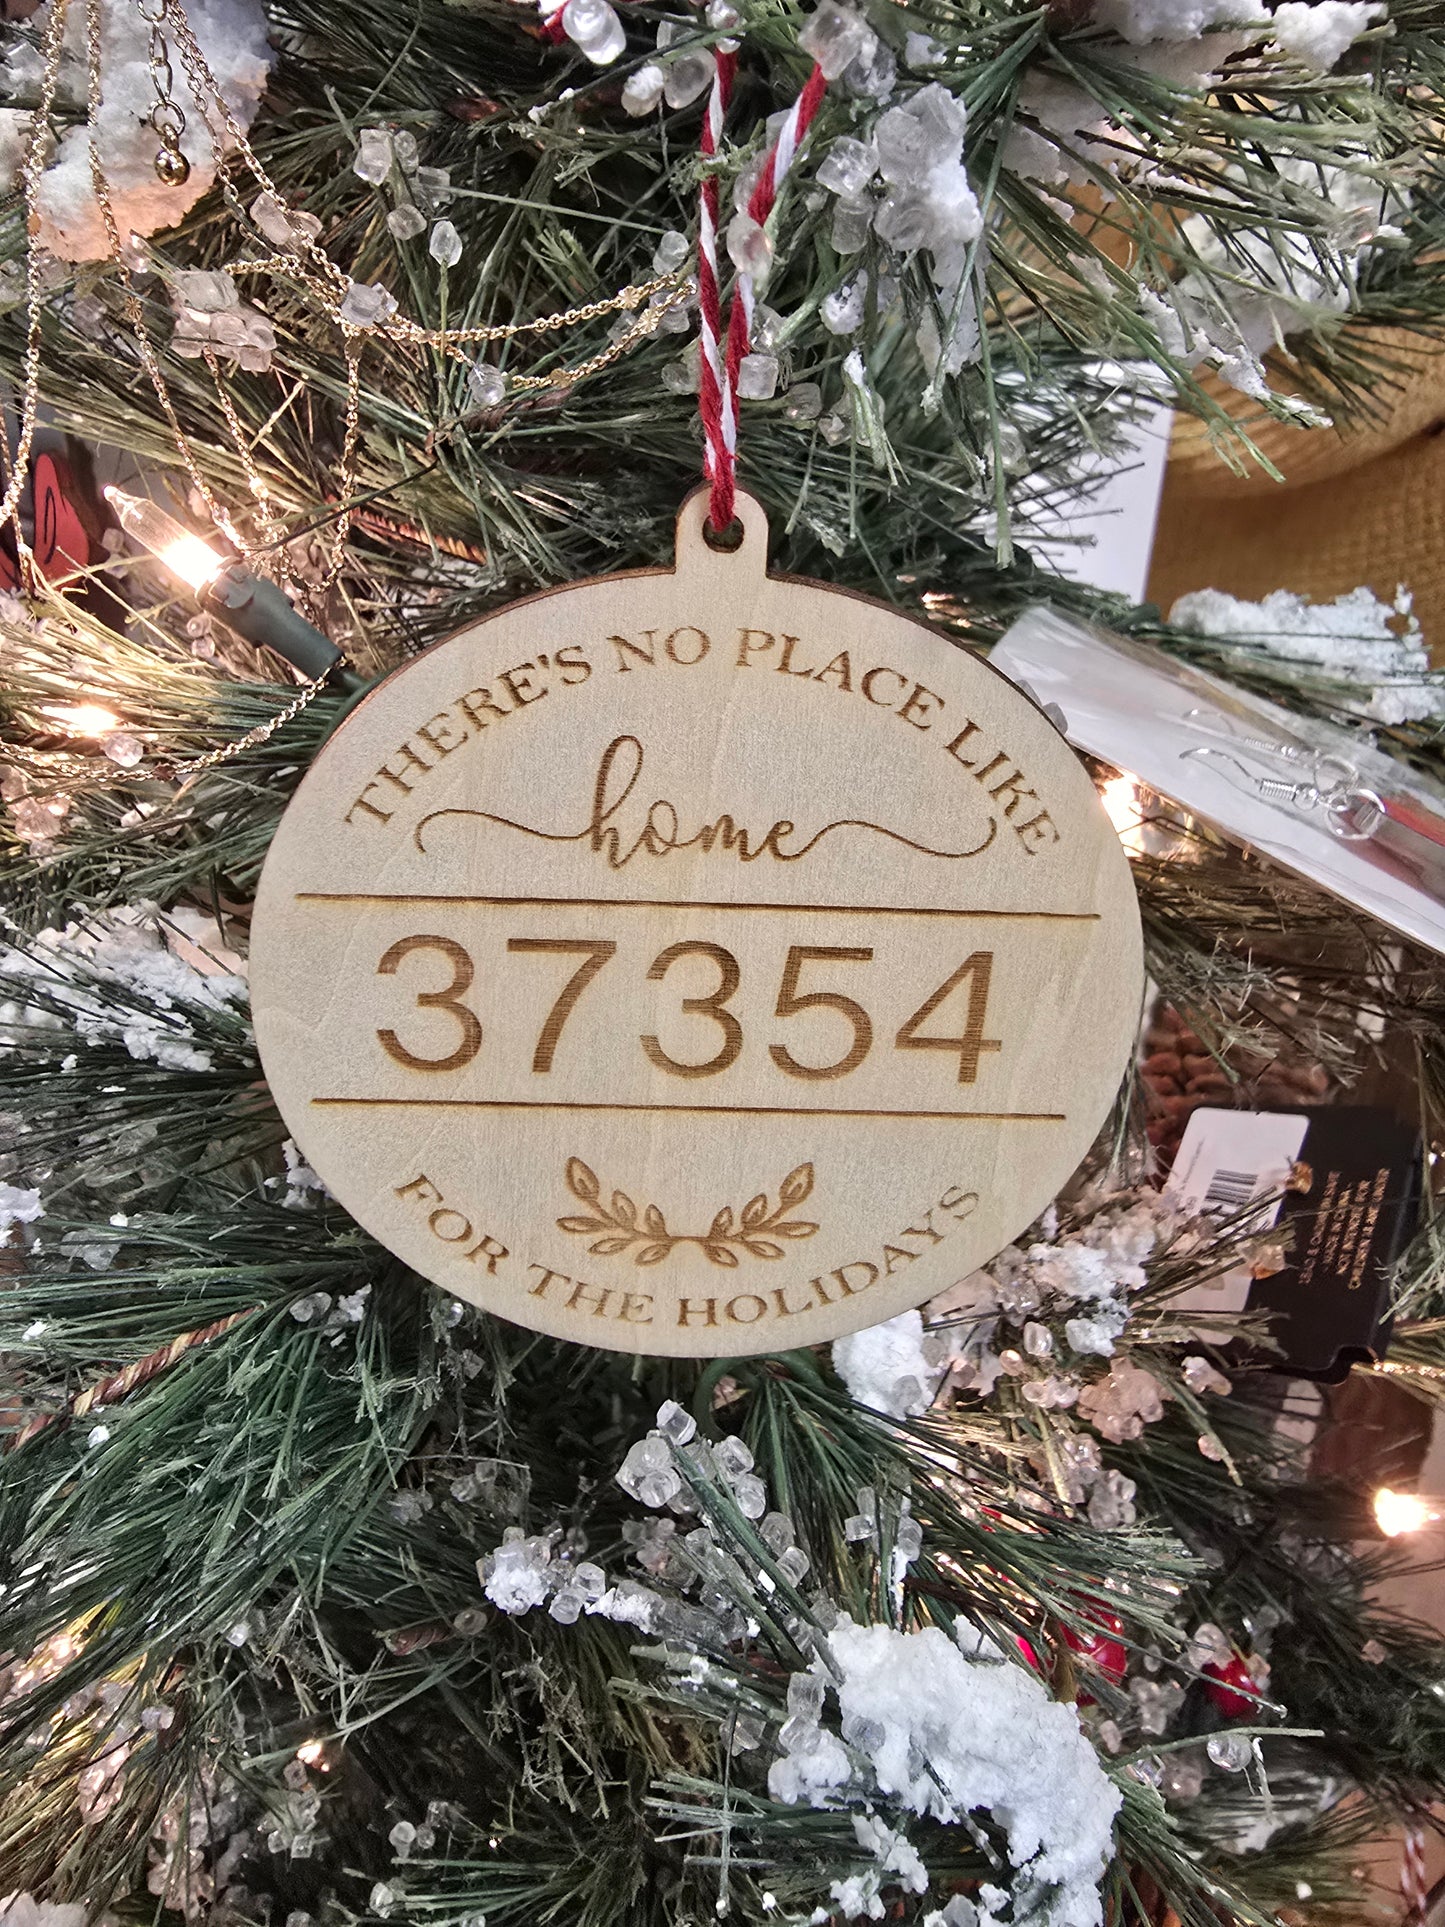 THERE'S NO PLACE LIKE
home
37354
FOR THE HOLIDAYS